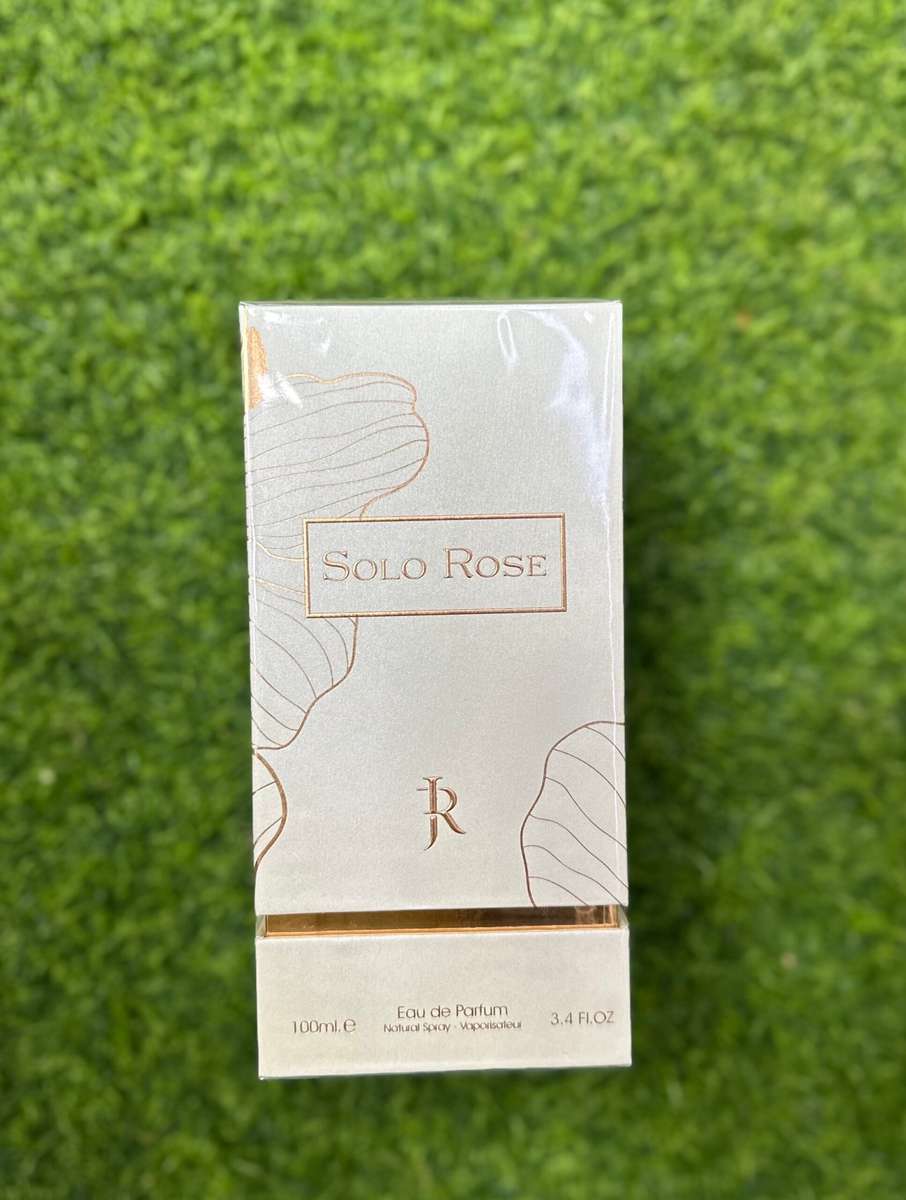 SOLO ROSE
JR
Eau de Parfum
100ml.e Natural Spray - Vaporisateur 3.4 Fl.OZ